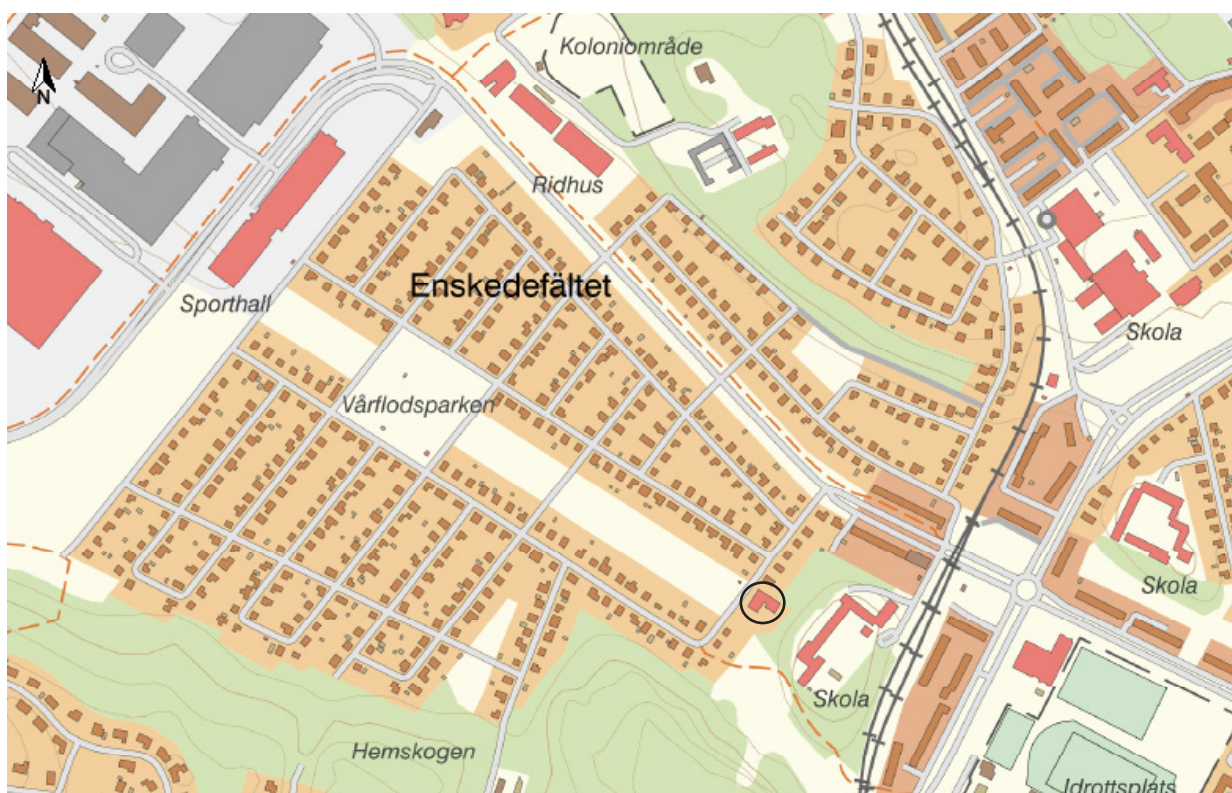 Koloniområde
N
Ridhus
Enskedefältet
Sporthall
Skola
Vårflodsparken
Skola
Skola
Hemskogen
Idrottsplats